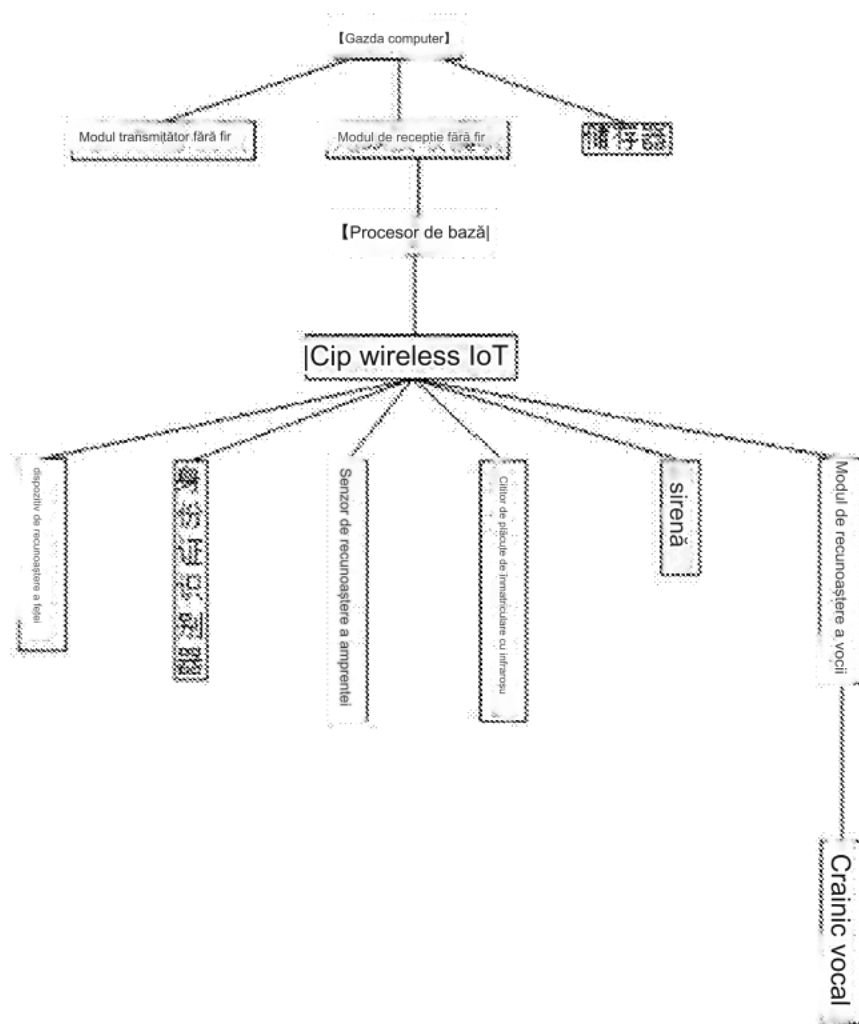 【Gazda computer】
Modul transmițător fără fir
Modul de recepție fără fir
【Procesor de bază|
|Cip wireless IoT
dispozitiv de recunoaștere a feței
Senzor de recunoaștere a amprentei
Cititor de plăcuțe de înmatriculare cu infraroșu
sirenă
Modul de recunoaștere a vocii
Crainic vocal